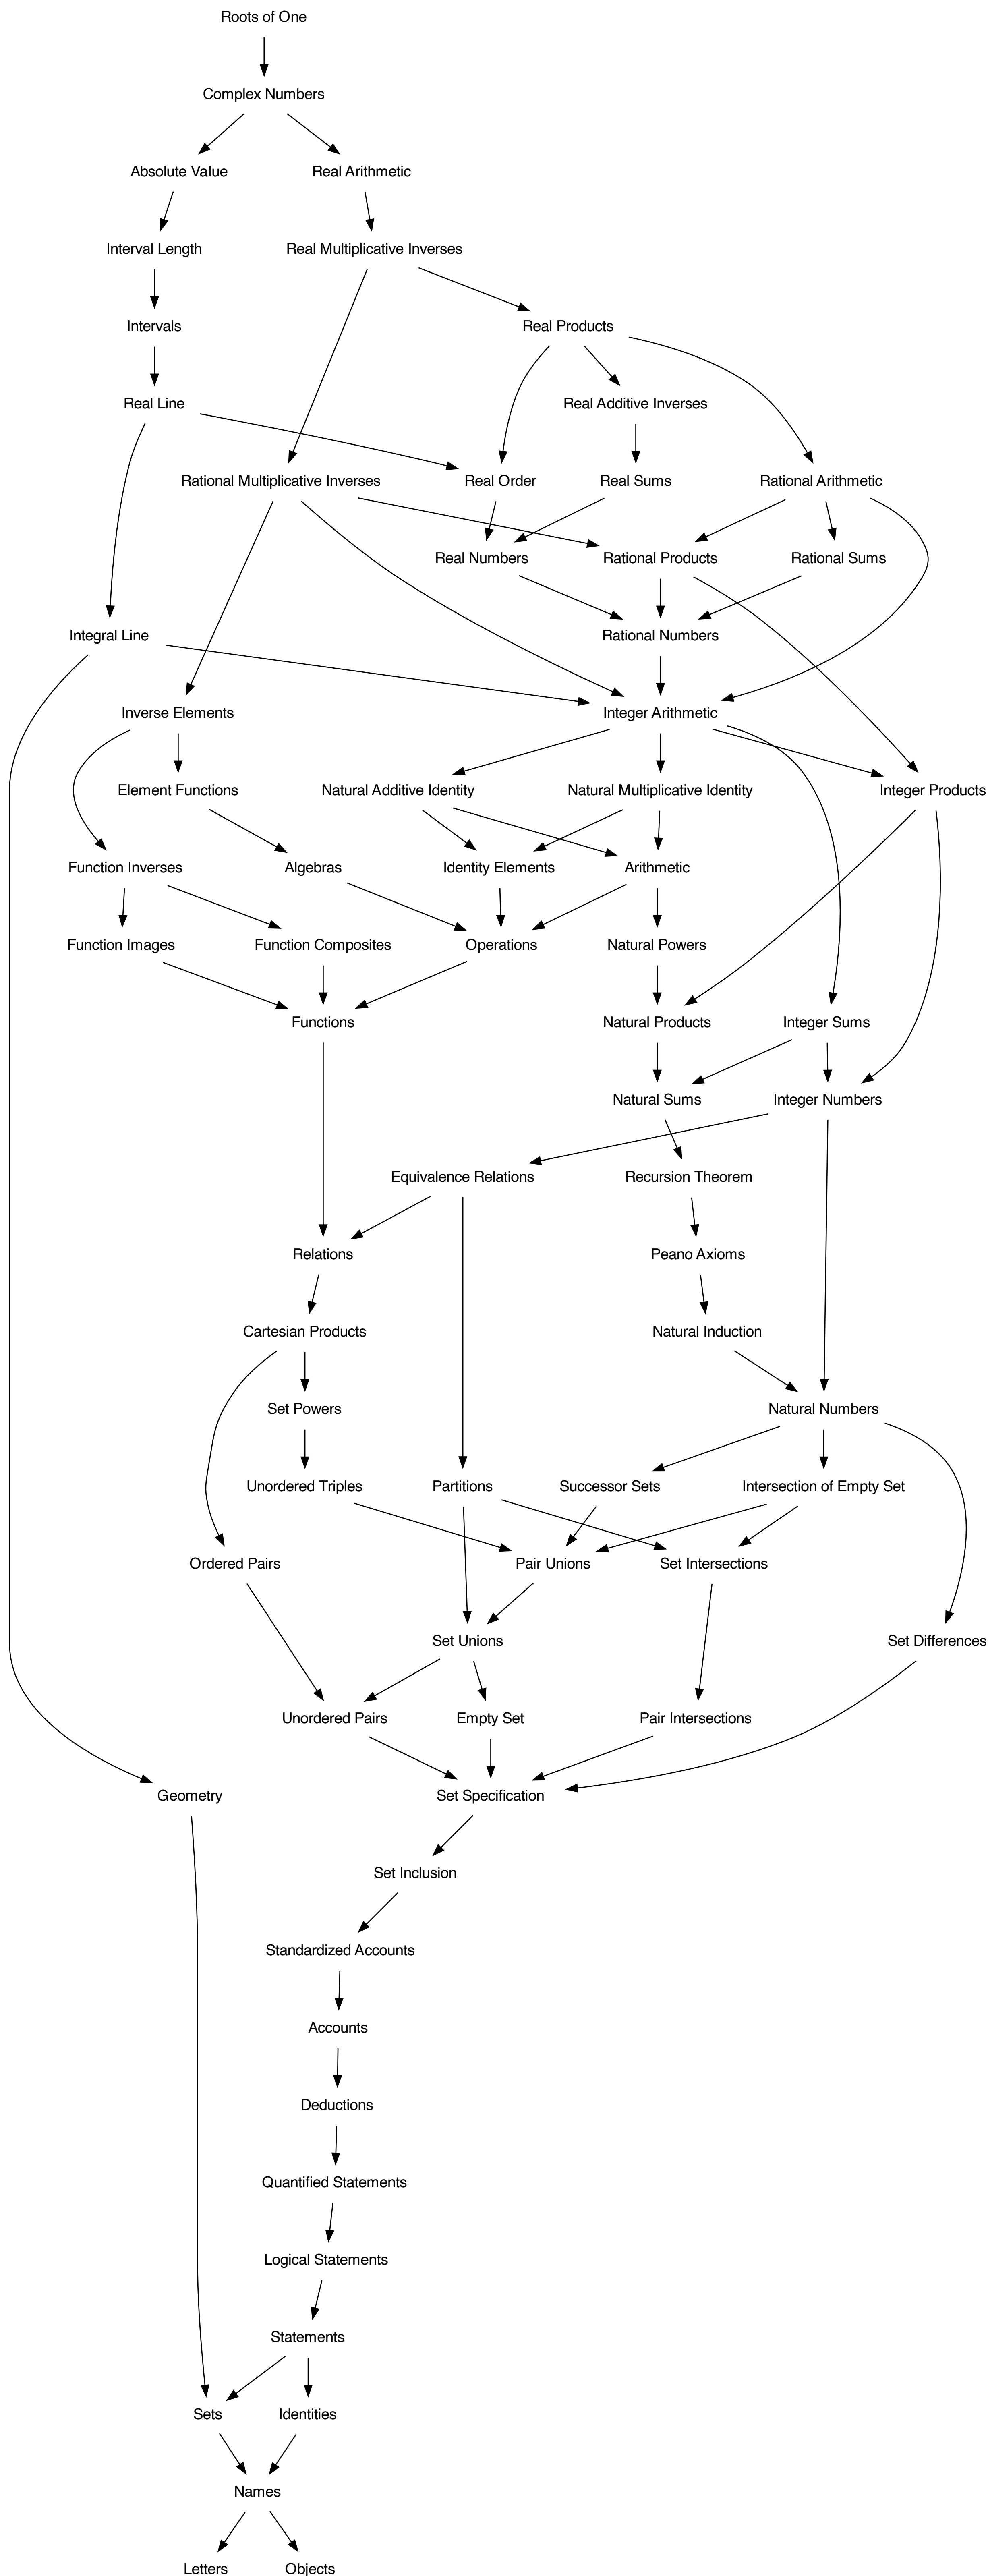 Roots of One
Complex Numbers
Absolute Value
Real Arithmetic
Interval Length
Real Multiplicative Inverses
Intervals
Real Products
Real Line
Real Additive Inverses
Rational Multiplicative Inverses
Real Order
Real Sums
Rational Arithmetic
Real Numbers
Rational Products
Rational Sums
Integral Line
Rational Numbers
Inverse Elements
Integer Arithmetic
Element Functions
Natural Additive Identity
Natural Multiplicative Identity
Integer Products
Function Inverses
Algebras
Identity Elements
Arithmetic
Function Images
Function Composites
Operations
Natural Powers
Functions
Natural Products
Integer Sums
Natural Sums
Integer Numbers
Equivalence Relations
Recursion Theorem
Relations
Peano Axioms
Cartesian Products
Natural Induction
Set Powers
Natural Numbers
Unordered Triples
Partitions
Successor Sets
Intersection of Empty Set
Ordered Pairs
Pair Unions
Set Intersections
Set Unions
Set Differences
Unordered Pairs
Empty Set
Pair Intersections
Geometry
Set Specification
Set Inclusion
Standardized Accounts
Accounts
Deductions
Quantified Statements
Logical Statements
Statements
Sets
Identities
Names
Letters
Objects